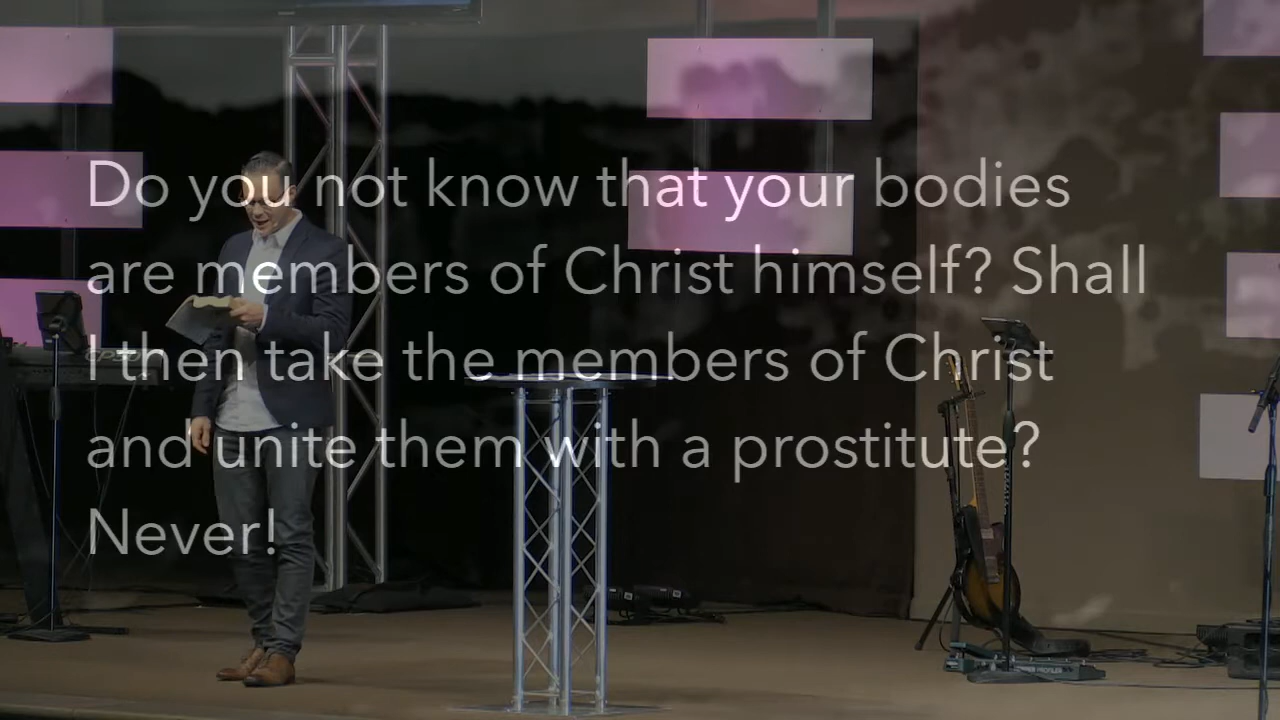 Do you not know that your bodies
are members of Christ himself? Shall
I then take the members of Christ
and unite them with a prostitute?
Never!